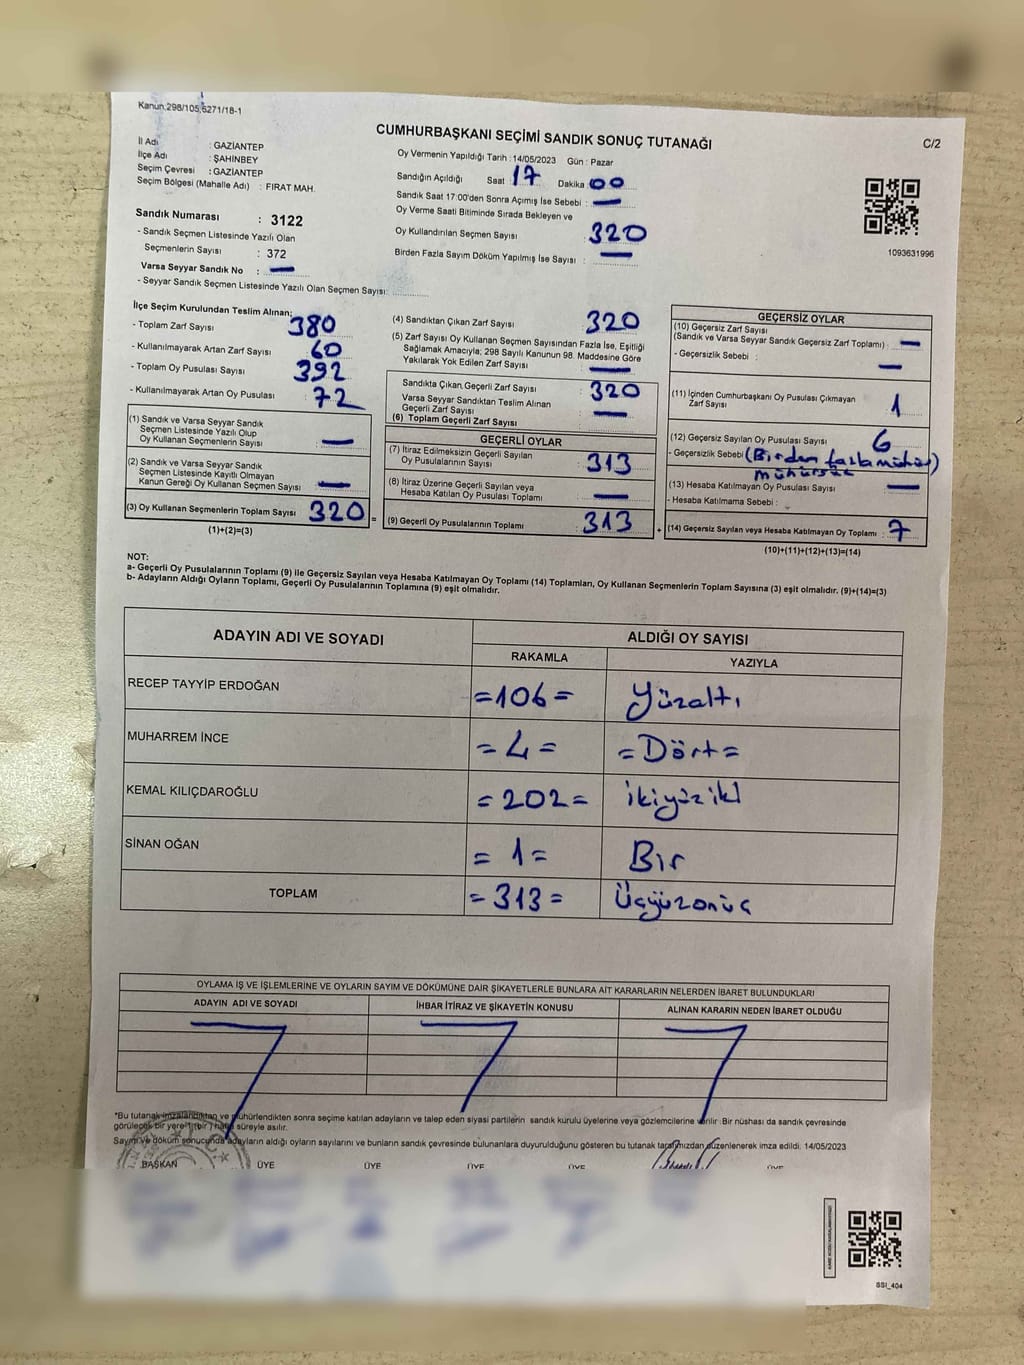 Kanun:298/105,6271/18-1
CUMHURBAŞKANI SEÇİMİ SANDIK SONUÇ TUTANAĞI
C/2
İl Adı : GAZİANTEP
İlçe Adı : ŞAHİNBEY
Seçim Çevresi : GAZİANTEP
Seçim Bölgesi (Mahalle Adı) : FIRAT MAH.
Sandık Numarası : 3122
- Sandık Seçmen Listesinde Yazılı Olan
Seçmenlerin Sayısı : 372
Varsa Seyyar Sandık No : —
- Seyyar Sandık Seçmen Listesinde Yazılı Olan Seçmen Sayısı:
Oy Vermenin Yapıldığı Tarih :14/05/2023 Gün : Pazar
Sandığın Açıldığı Saat 17 Dakika 00
Sandık Saat 17:00'den Sonra Açımış İse Sebebi : —
Oy Verme Saati Bitiminde Sırada Bekleyen ve
Oy Kullandırılan Seçmen Sayısı : 320
Birden Fazla Sayım Döküm Yapılmış İse Sayısı : —
1093631996
İlçe Seçim Kurulundan Teslim Alınan;
- Toplam Zarf Sayısı 380
- Kullanılmayarak Artan Zarf Sayısı : 60
- Toplam Oy Pusulası Sayısı 392
- Kullanılmayarak Artan Oy Pusulası : 72
(1) Sandık ve Varsa Seyyar Sandık
Seçmen Listesinde Yazılı Olup
Oy Kullanan Seçmenlerin Sayısı : —
(2) Sandık ve Varsa Seyyar Sandık
Seçmen Listesinde Kayıtlı Olmayan
Kanun Gereği Oy Kullanan Seçmen Sayısı : —
(3) Oy Kullanan Seçmenlerin Toplam Sayısı : 320 =
(1)+(2)=(3)
(4) Sandıktan Çıkan Zarf Sayısı : 320
(5) Zarf Sayısı Oy Kullanan Seçmen Sayısından Fazla İse, Eşitliği
Sağlamak Amacıyla; 298 Sayılı Kanunun 98. Maddesine Göre
Yakılarak Yok Edilen Zarf Sayısı : —
Sandıkta Çıkan Geçerli Zarf Sayısı : 320
Varsa Seyyar Sandıktan Teslim Alınan
Geçerli Zarf Sayısı : —
(6) Toplam Geçerli Zarf Sayısı
GEÇERLİ OYLAR
(7) İtiraz Edilmeksizin Geçerli Sayılan
Oy Pusulalarının Sayısı : 313
(8) İtiraz Üzerine Geçerli Sayılan veya
Hesaba Katılan Oy Pusulası Toplamı : —
(9) Geçerli Oy Pusulalarının Toplamı : 313 +
GEÇERSİZ OYLAR
(10) Geçersiz Zarf Sayısı
(Sandık ve Varsa Seyyar Sandık Geçersiz Zarf Toplamı) : —
- Geçersizlik Sebebi : —
(11) İçinden Cumhurbaşkanı Oy Pusulası Çıkmayan
Zarf Sayısı : 1
(12) Geçersiz Sayılan Oy Pusulası Sayısı : 6
- Geçersizlik Sebebi (Birden fazla mühür)
mühürsüz
(13) Hesaba Katılmayan Oy Pusulası Sayısı : —
- Hesaba Katılmama Sebebi :
(14) Geçersiz Sayılan veya Hesaba Katılmayan Oy Toplamı : 7
(10)+(11)+(12)+(13)=(14)
NOT:
a- Geçerli Oy Pusulalarının Toplamı (9) ile Geçersiz Sayılan veya Hesaba Katılmayan Oy Toplamı (14) Toplamları, Oy Kullanan Seçmenlerin Toplam Sayısına (3) eşit olmalıdır. (9)+(14)=(3)
b- Adayların Aldığı Oyların Toplamı, Geçerli Oy Pusulalarının Toplamına (9) eşit olmalıdır.
ADAYIN ADI VE SOYADI ALDIĞI OY SAYISI
RAKAMLA YAZIYLA
RECEP TAYYİP ERDOĞAN =106= Yüzaltı
MUHARREM İNCE =4= =Dört=
KEMAL KILIÇDAROĞLU =202= ikiyüziki
SİNAN OĞAN =1= Bir
TOPLAM =313= Üçyüzonüç
OYLAMA İŞ VE İŞLEMLERİNE VE OYLARIN SAYIM VE DÖKÜMÜNE DAİR ŞİKAYETLERLE BUNLARA AİT KARARLARIN NELERDEN İBARET BULUNDUKLARI
ADAYIN ADI VE SOYADI İHBAR İTİRAZ VE ŞİKAYETİN KONUSU ALINAN KARARIN NEDEN İBARET OLDUĞU
*Bu tutanak imzalandıktan ve mühürlendikten sonra seçime katılan adayların ve talep eden siyasi partilerin sandık kurulu üyelerine veya gözlemcilerine verilir. Bir nüshası da sandık çevresinde
görülecek bir yere 1 (bir) hafta süreyle asılır.
Sayım ve döküm sonucunda adayların aldığı oyların sayılarını ve bunların sandık çevresinde bulunanlara duyurulduğunu gösteren bu tutanak tarafımızdan düzenlenerek imza edildi. 14/05/2023
BAŞKAN ÜYE ÜYE ÜYE ÜYE ÜYE
SSI_404